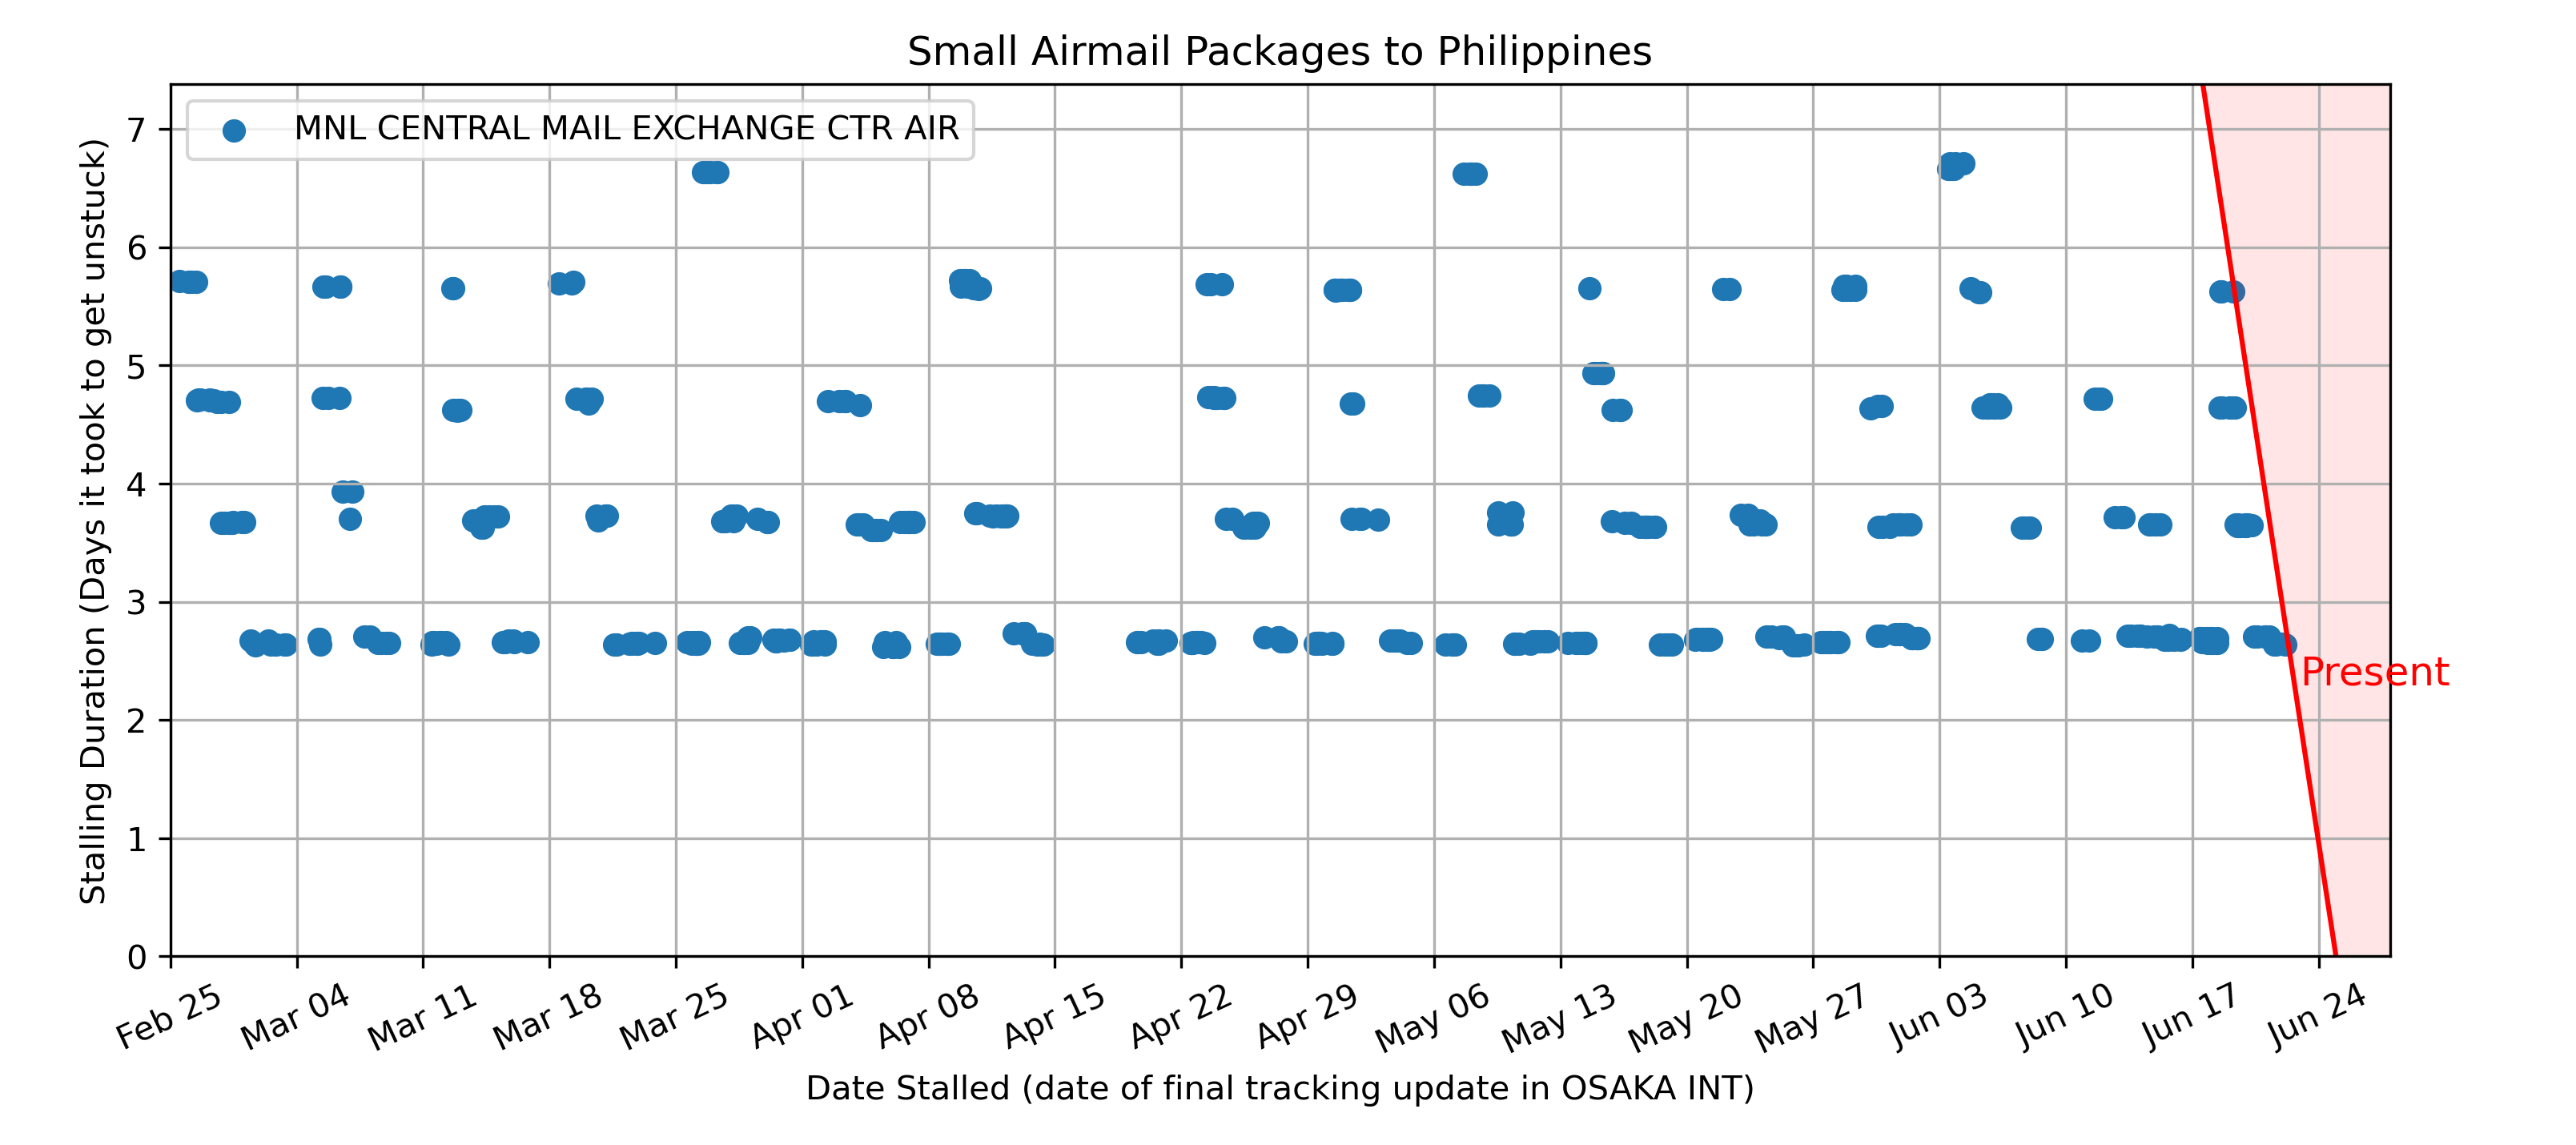 Small Airmail Packages to Philippines
MNL CENTRAL MAIL EXCHANGE CTR AIR
Stalling Duration (Days it took to get unstuck)
7
6
5
4
3
2
1
0
Present
Feb 25
Mar 04
Mar 11
Mar 18
Mar 25
Apr 01
Apr 08
Apr 15
Apr 22
Apr 29
May 06
May 13
May 20
May 27
Jun 03
Jun 10
Jun 17
Jun 24
Date Stalled (date of final tracking update in OSAKA INT)